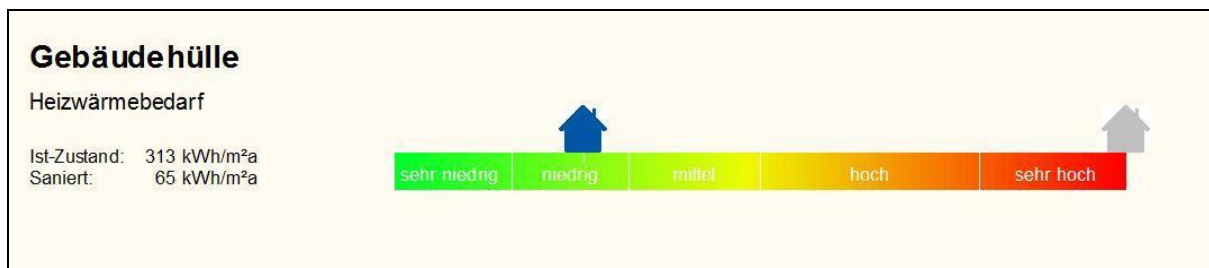 Gebäudehülle
Heizwärmebedarf
Ist-Zustand: 313 kWh/m²a
Saniert: 65 kWh/m²a
sehr niedrig niedrig mittel hoch sehr hoch